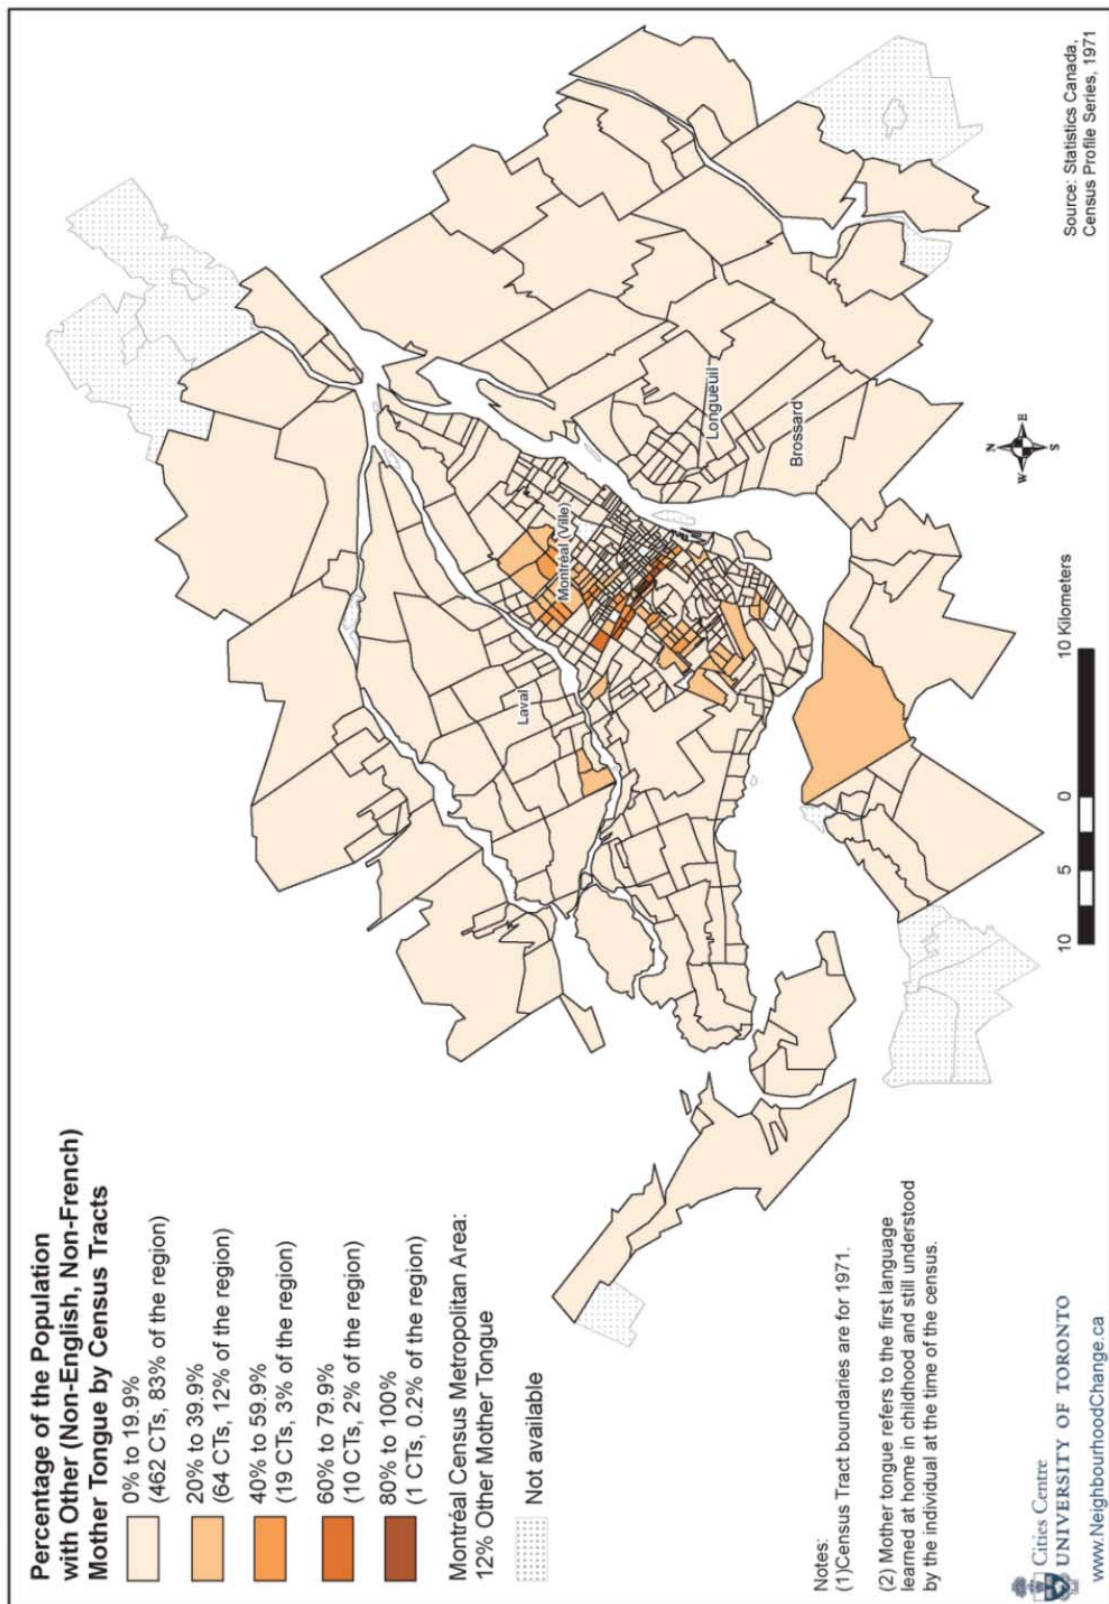 Percentage of the Population
with Other (Non-English, Non-French)
Mother Tongue by Census Tracts
0% to 19.9%
(462 CTs, 83% of the region)
20% to 39.9%
(64 CTs, 12% of the region)
40% to 59.9%
(19 CTs, 3% of the region)
60% to 79.9%
(10 CTs, 2% of the region)
80% to 100%
(1 CTs, 0.2% of the region)
Montréal Census Metropolitan Area:
12% Other Mother Tongue
Not available
Laval
Montréal (Ville)
Longueuil
Brossard
Notes:
(1)Census Tract boundaries are for 1971.
(2) Mother tongue refers to the first language
learned at home in childhood and still understood
by the individual at the time of the census.
N
W E
S
10 5 0 10 Kilometers
Source: Statistics Canada,
Census Profile Series, 1971
Cities Centre
UNIVERSITY OF TORONTO
www.NeighbourhoodChange.ca